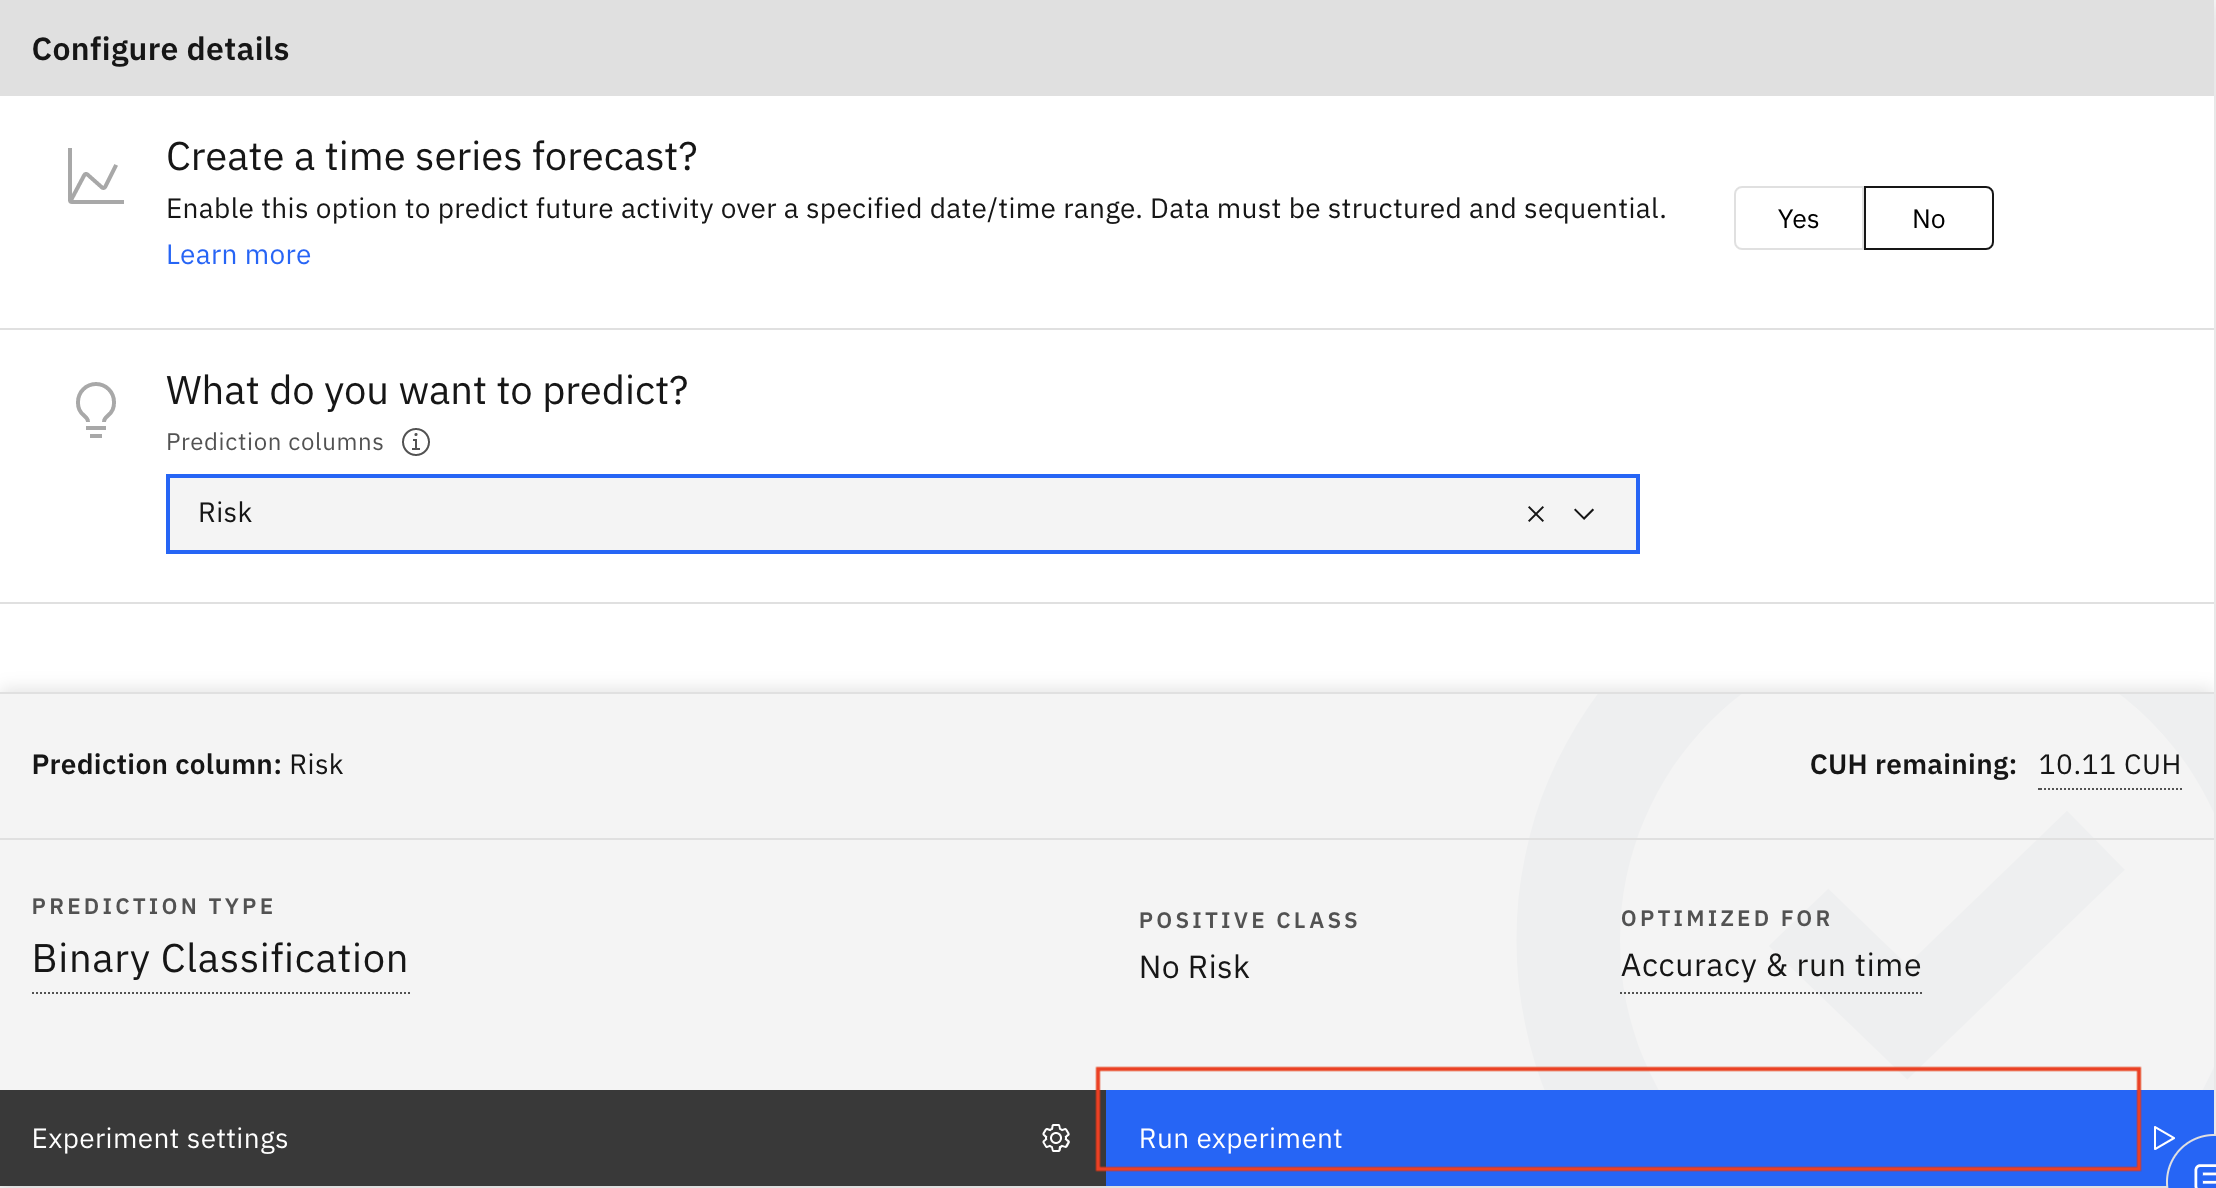 Configure details
Create a time series forecast?
Enable this option to predict future activity over a specified date/time range. Data must be structured and sequential.
Learn more
Yes
No
What do you want to predict?
Prediction columns
Risk
Prediction column: Risk
CUH remaining: 10.11 CUH
PREDICTION TYPE
Binary Classification
POSITIVE CLASS
No Risk
OPTIMIZED FOR
Accuracy & run time
Experiment settings
Run experiment